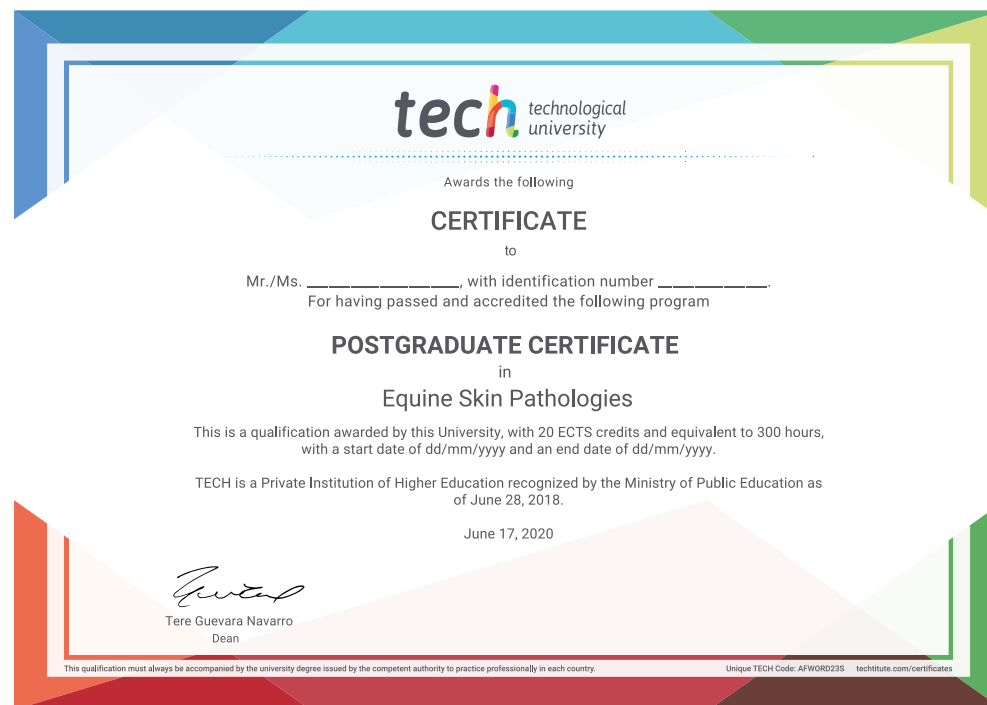 tech technological
university
Awards the following
CERTIFICATE
to
Mr./Ms. _________________, with identification number ____________.
For having passed and accredited the following program
POSTGRADUATE CERTIFICATE
in
Equine Skin Pathologies
This is a qualification awarded by this University, with 20 ECTS credits and equivalent to 300 hours,
with a start date of dd/mm/yyyy and an end date of dd/mm/yyyy.
TECH is a Private Institution of Higher Education recognized by the Ministry of Public Education as
of June 28, 2018.
June 17, 2020
Tere Guevara Navarro
Dean
This qualification must always be accompanied by the university degree issued by the competent authority to practice professionally in each country.
Unique TECH Code: AFWORD23S techtitute.com/certificates